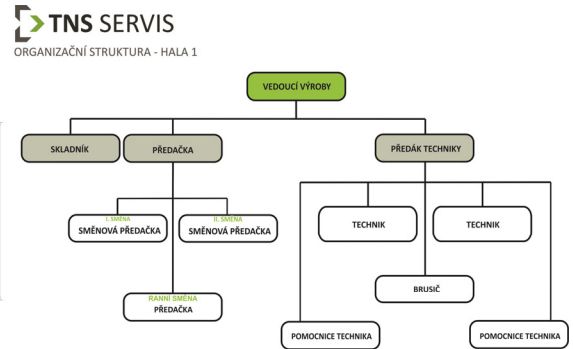 TNS SERVIS
ORGANIZAČNÍ STRUKTURA - HALA 1
VEDOUCÍ VÝROBY
SKLADNÍK
PŘEDAČKA
PŘEDÁK TECHNIKY
I. SMĚNA
SMĚNOVÁ PŘEDAČKA
II. SMĚNA
SMĚNOVÁ PŘEDAČKA
TECHNIK
TECHNIK
RANNÍ SMĚNA
PŘEDAČKA
BRUSIČ
POMOCNICE TECHNIKA
POMOCNICE TECHNIKA